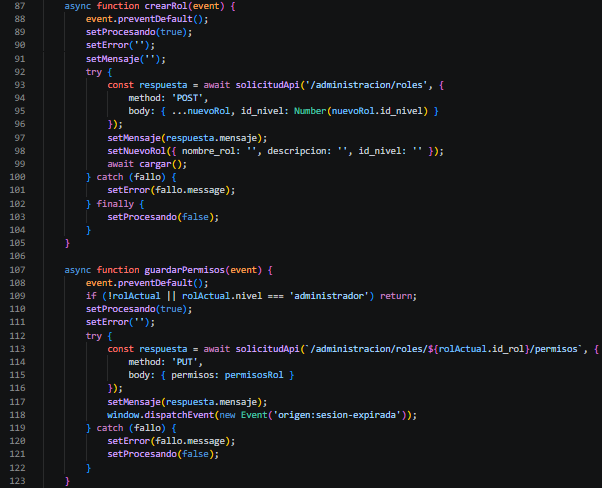 87 async function crearRol(event) {
88 event.preventDefault();
89 setProcesando(true);
90 setError('');
91 setMensaje('');
92 try {
93 const respuesta = await solicitudApi('/administracion/roles', {
94 method: 'POST',
95 body: { ...nuevoRol, id_nivel: Number(nuevoRol.id_nivel) }
96 });
97 setMensaje(respuesta.mensaje);
98 setNuevoRol({ nombre_rol: '', descripcion: '', id_nivel: '' });
99 await cargar();
100 } catch (fallo) {
101 setError(fallo.message);
102 } finally {
103 setProcesando(false);
104 }
105 }
106
107 async function guardarPermisos(event) {
108 event.preventDefault();
109 if (!rolActual || rolActual.nivel === 'administrador') return;
110 setProcesando(true);
111 setError('');
112 try {
113 const respuesta = await solicitudApi(`/administracion/roles/${rolActual.id_rol}/permisos`, {
114 method: 'PUT',
115 body: { permisos: permisosRol }
116 });
117 setMensaje(respuesta.mensaje);
118 window.dispatchEvent(new Event('origen:sesion-expirada'));
119 } catch (fallo) {
120 setError(fallo.message);
121 setProcesando(false);
122 }
123 }